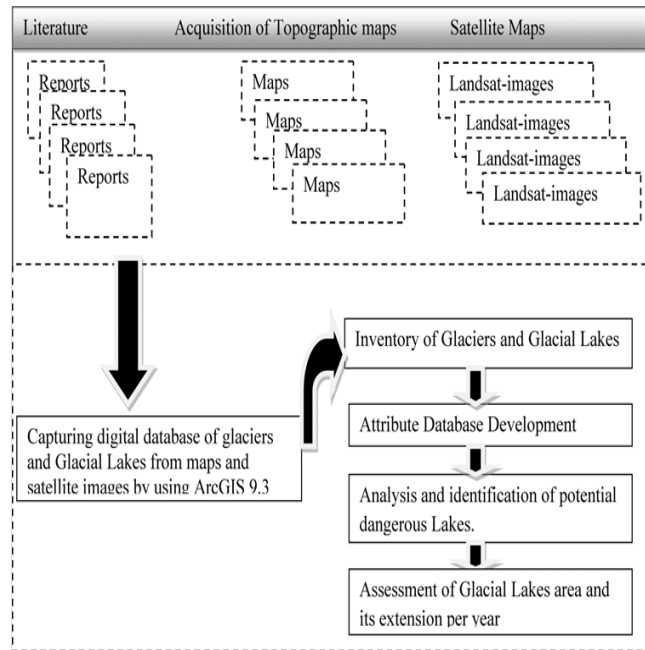 Literature Acquisition of Topographic maps Satellite Maps
Reports
Reports
Reports
Reports
Maps
Maps
Maps
Maps
Landsat-images
Landsat-images
Landsat-images
Landsat-images
Capturing digital database of glaciers
and Glacial Lakes from maps and
satellite images by using ArcGIS 9.3
Inventory of Glaciers and Glacial Lakes
Attribute Database Development
Analysis and identification of potential
dangerous Lakes.
Assessment of Glacial Lakes area and
its extension per year